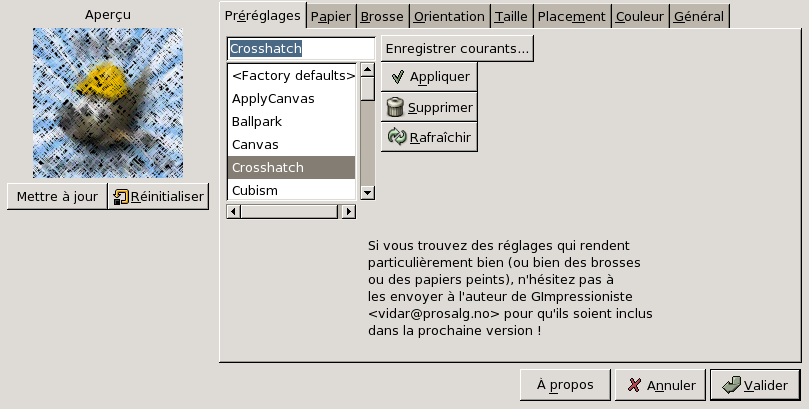 Aperçu
Mettre à jour
Réinitialiser
Préréglages Papier Brosse Orientation Taille Placement Couleur Général
Crosshatch
Enregistrer courants...
<Factory defaults>
ApplyCanvas
Ballpark
Canvas
Crosshatch
Cubism
Appliquer
Supprimer
Rafraîchir
Si vous trouvez des réglages qui rendent
particulièrement bien (ou bien des brosses
ou des papiers peints), n'hésitez pas à
les envoyer à l'auteur de GImpressioniste
<vidar@prosalg.no> pour qu'ils soient inclus
dans la prochaine version !
À propos
Annuler
Valider